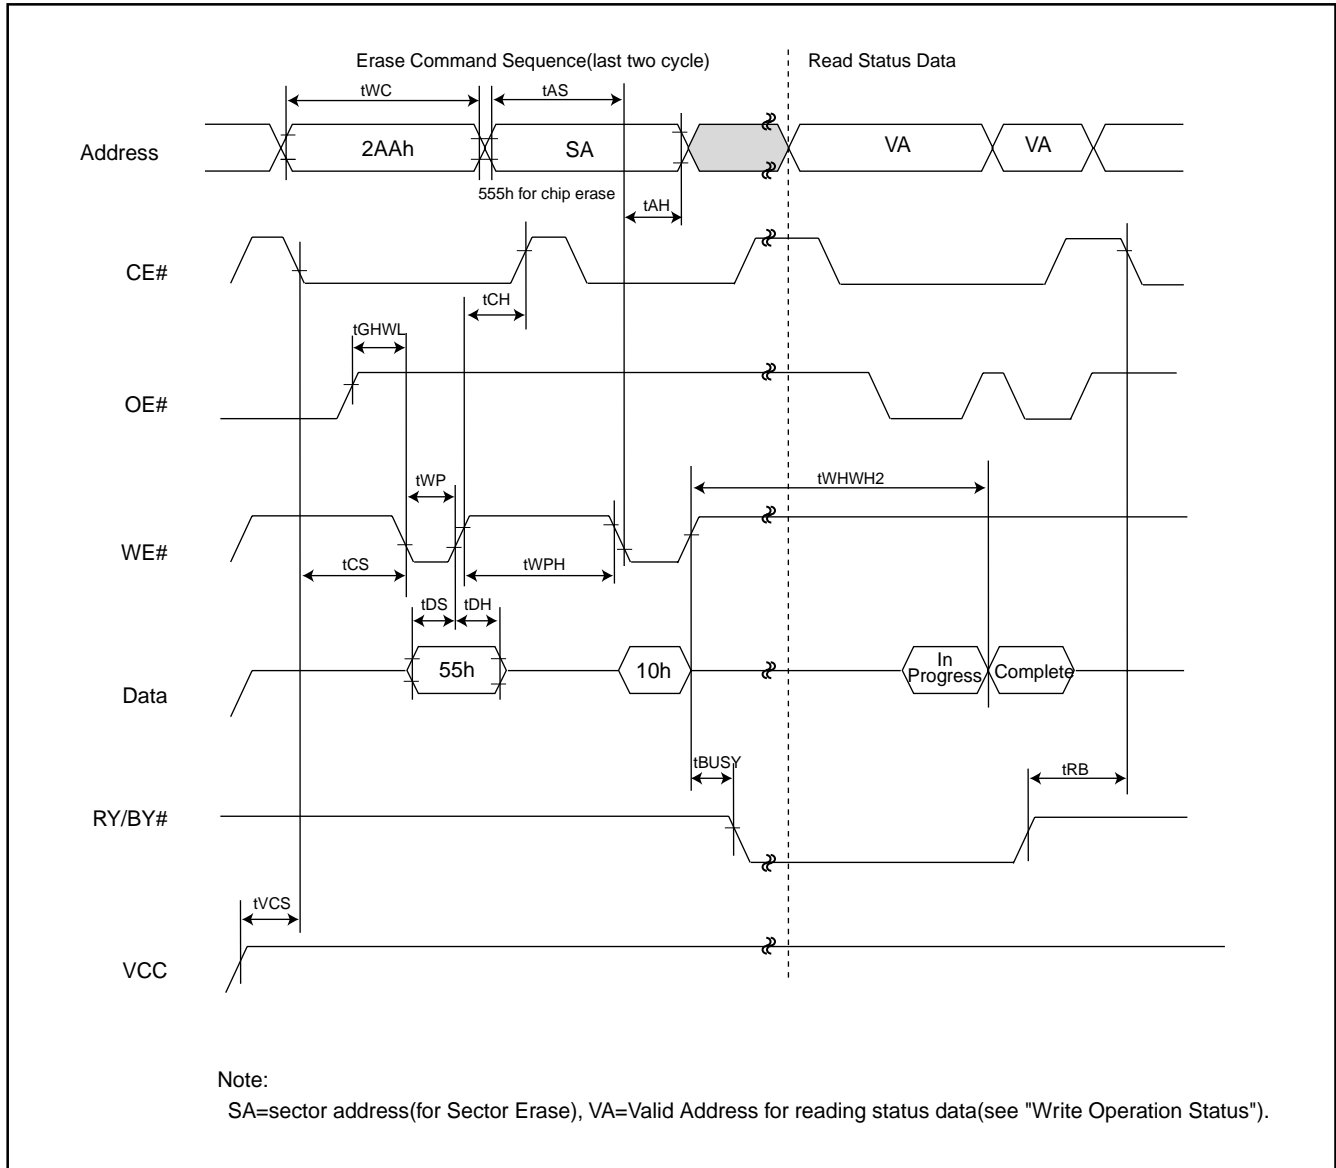 Erase Command Sequence(last two cycle)
Read Status Data
tWC
tAS
Address
2AAh
SA
VA
VA
555h for chip erase
tAH
CE#
tCH
tGHWL
OE#
tWP
tWHWH2
WE#
tCS
tWPH
tDS
tDH
Data
55h
10h
In
Progress
Complete
tBUSY
tRB
RY/BY#
tVCS
VCC
Note:
SA=sector address(for Sector Erase), VA=Valid Address for reading status data(see "Write Operation Status").